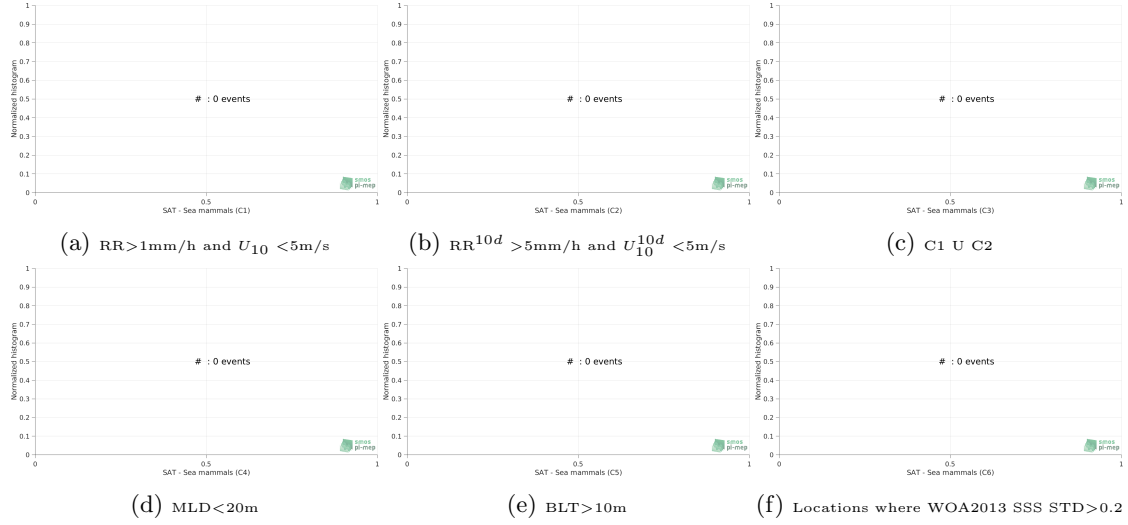 1
0.9
0.8
0.7
0.6
0.5
0.4
0.3
0.2
0.1
0
Normalized histogram
# : 0 events
smos
pi-mep
0 0.5 1
SAT - Sea mammals (C1)
(a) RR>1mm/h and U10 <5m/s
1
0.9
0.8
0.7
0.6
0.5
0.4
0.3
0.2
0.1
0
Normalized histogram
# : 0 events
smos
pi-mep
0 0.5 1
SAT - Sea mammals (C2)
(b) RR^10d >5mm/h and U10^10d <5m/s
1
0.9
0.8
0.7
0.6
0.5
0.4
0.3
0.2
0.1
0
Normalized histogram
# : 0 events
smos
pi-mep
0 0.5 1
SAT - Sea mammals (C3)
(c) C1 U C2
1
0.9
0.8
0.7
0.6
0.5
0.4
0.3
0.2
0.1
0
Normalized histogram
# : 0 events
smos
pi-mep
0 0.5 1
SAT - Sea mammals (C4)
(d) MLD<20m
1
0.9
0.8
0.7
0.6
0.5
0.4
0.3
0.2
0.1
0
Normalized histogram
# : 0 events
smos
pi-mep
0 0.5 1
SAT - Sea mammals (C5)
(e) BLT>10m
1
0.9
0.8
0.7
0.6
0.5
0.4
0.3
0.2
0.1
0
Normalized histogram
# : 0 events
smos
pi-mep
0 0.5 1
SAT - Sea mammals (C6)
(f) Locations where WOA2013 SSS STD>0.2